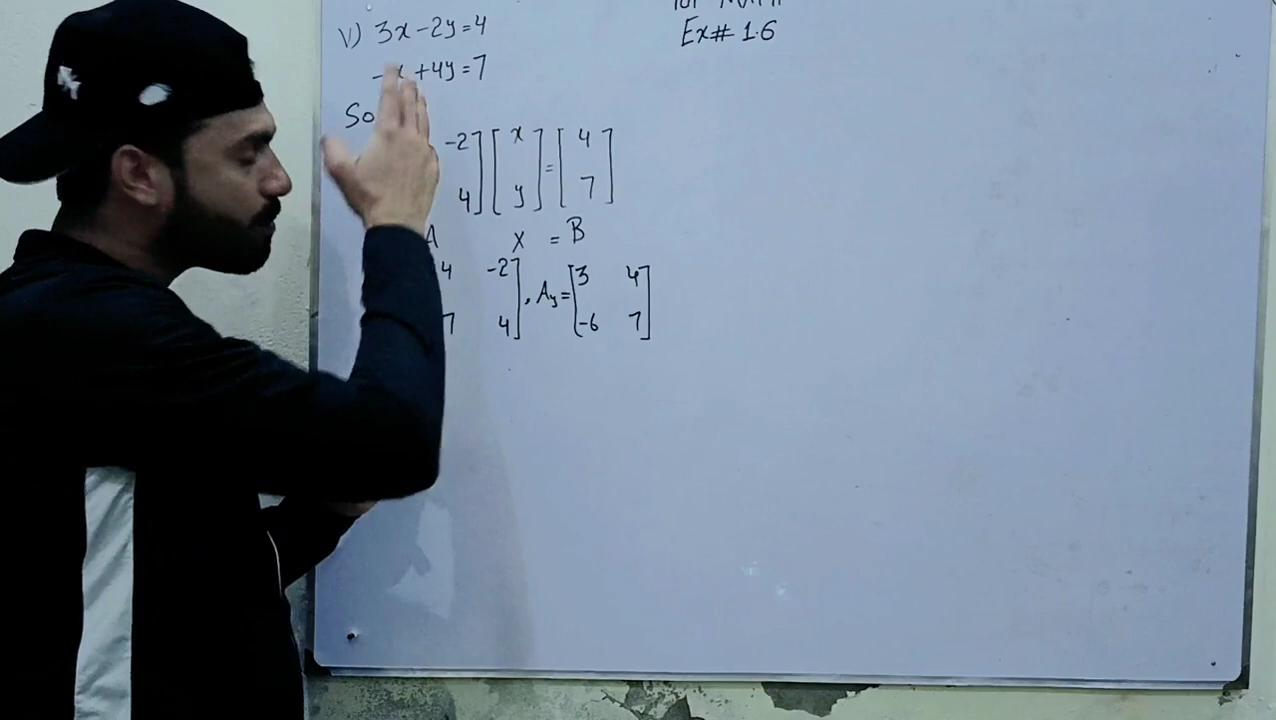 v) 3x-2y=4
Ex# 1.6
+4y=7
So
-2] [x y] = [4
4] 7]
A X = B
4 -2], Ay=[3 4]
7 4] [-6 7]